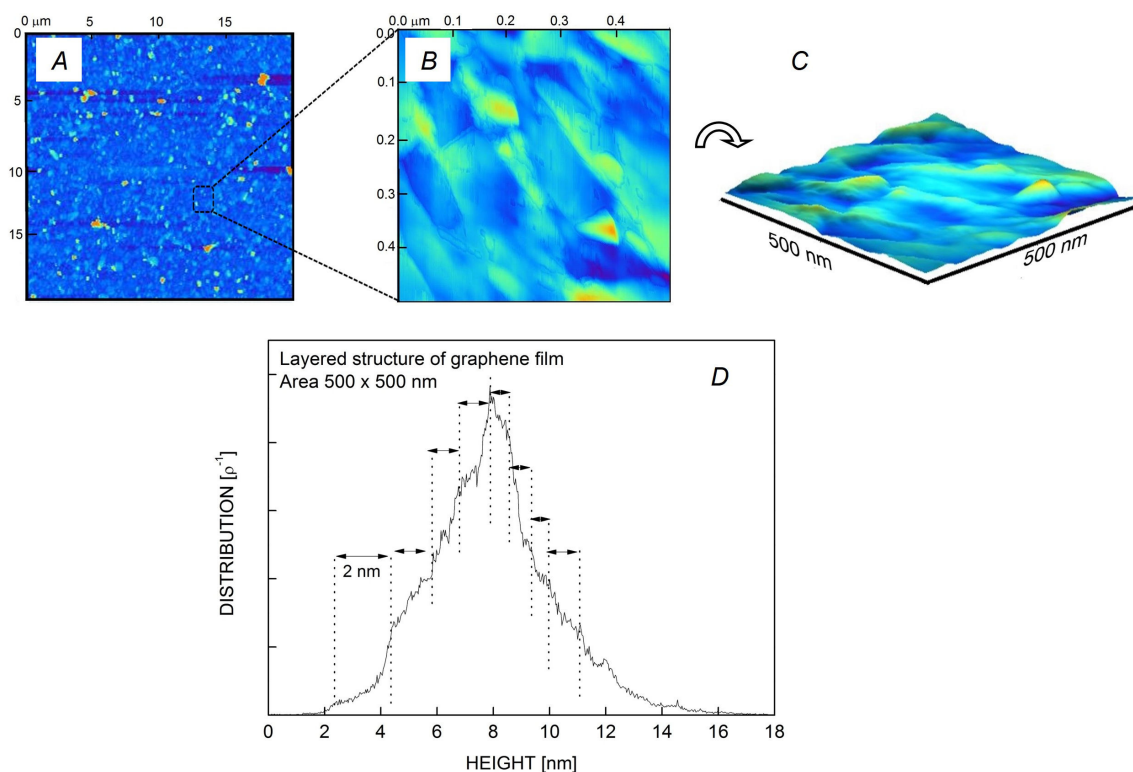 0 μm 5 15
0
5
10
15
A
0.0 μm 0.1 0.2 0.3 0.4
0.0
0.1
0.2
0.3
0.4
B
C
500 nm
500 nm
Layered structure of graphene film
Area 500 x 500 nm
D
2 nm
DISTRIBUTION [ρ⁻¹]
0 2 4 6 8 10 12 14 16 18
HEIGHT [nm]